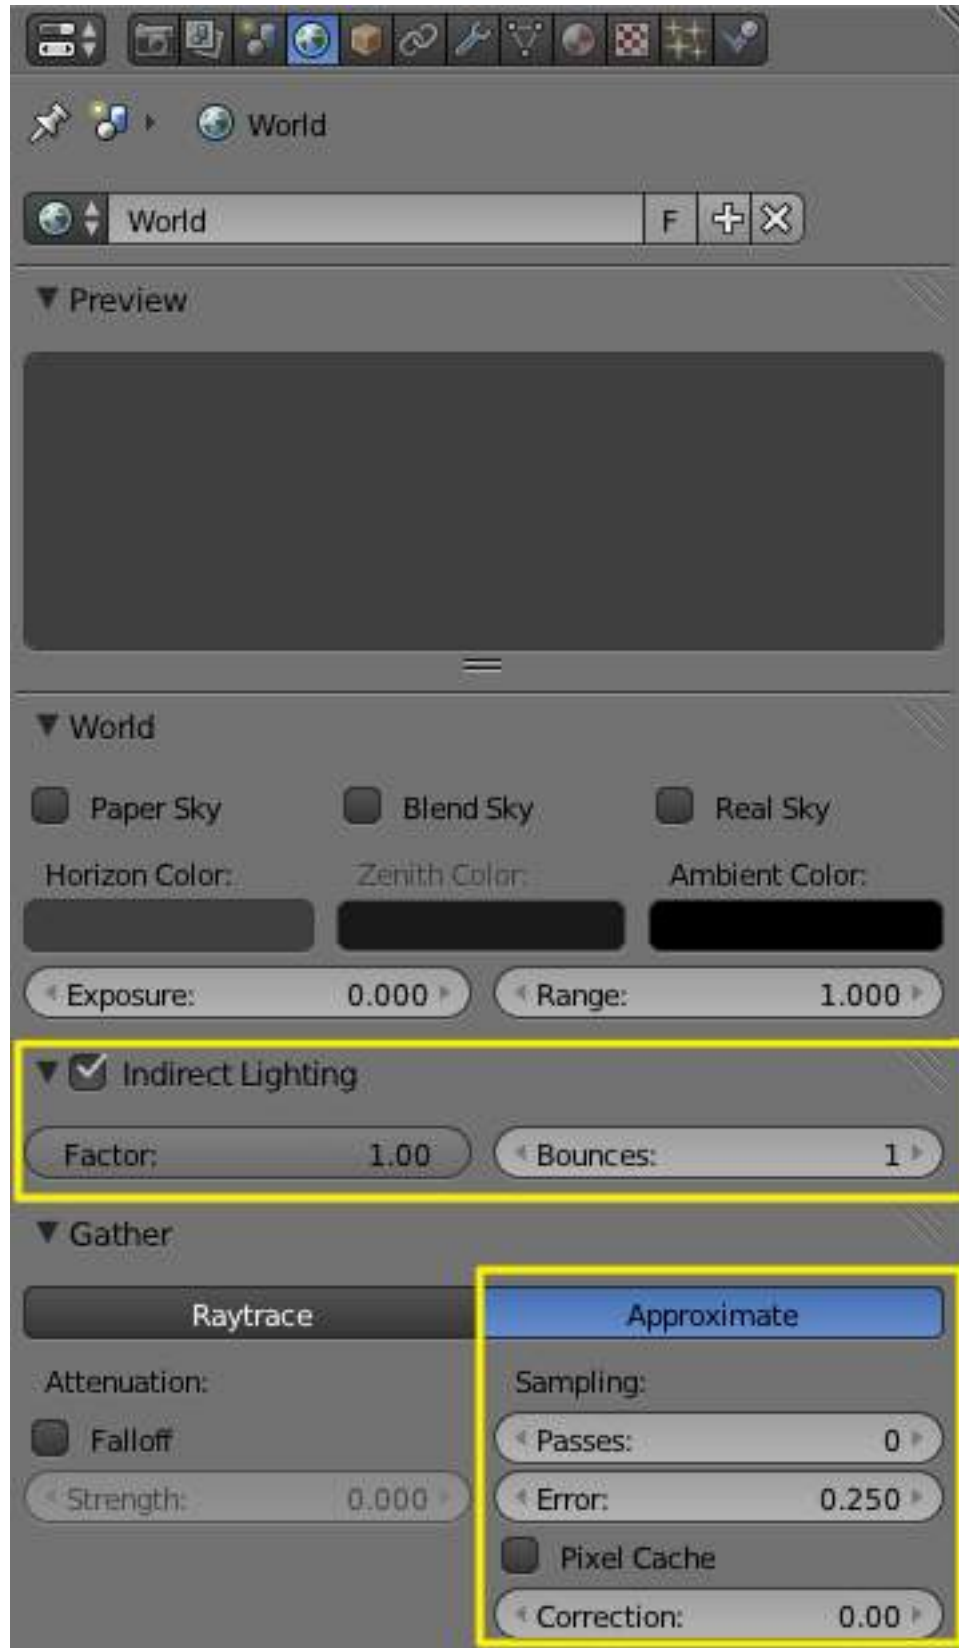 World
World F
Preview
World
Paper Sky Blend Sky Real Sky
Horizon Color: Zenith Color: Ambient Color:
Exposure: 0.000 Range: 1.000
Indirect Lighting
Factor: 1.00 Bounces: 1
Gather
Raytrace Approximate
Attenuation: Sampling:
Falloff Passes: 0
Strength: 0.000 Error: 0.250
Pixel Cache
Correction: 0.00